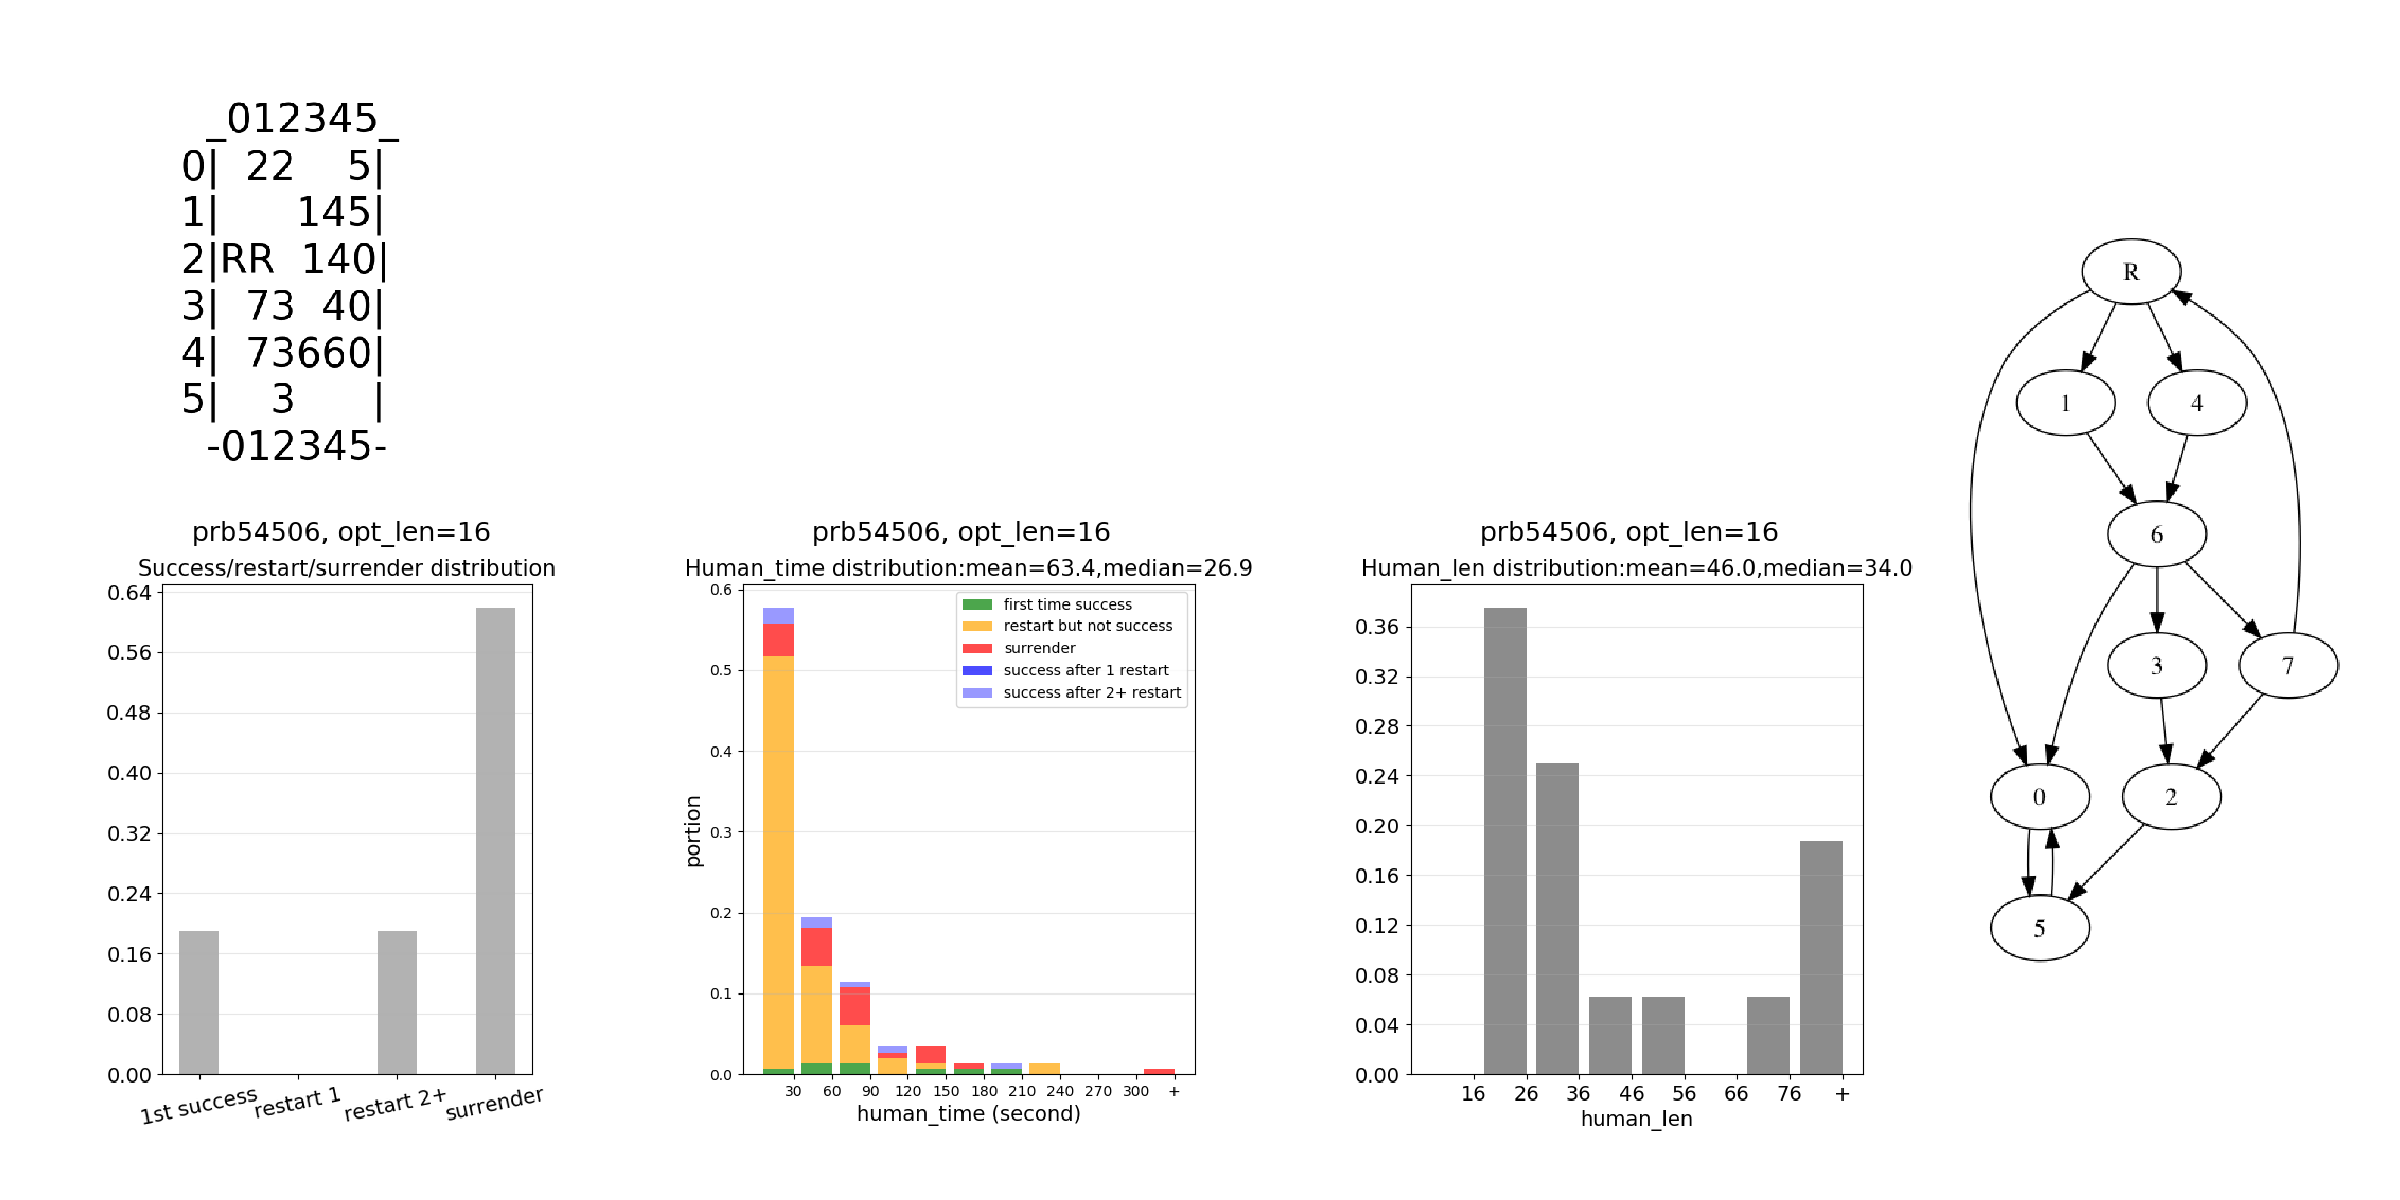 _012345_
0| 22  5|
1|   145|
2|RR 140|
3| 73 40|
4| 73660|
5|  3   |
-012345-
prb54506, opt_len=16
Success/restart/surrender distribution
0.64
0.56
0.48
0.40
0.32
0.24
0.16
0.08
0.00
1st success restart 1 restart 2+ surrender
prb54506, opt_len=16
Human_time distribution:mean=63.4,median=26.9
first time success
restart but not success
surrender
success after 1 restart
success after 2+ restart
portion
0.6
0.5
0.4
0.3
0.2
0.1
0.0
30 60 90 120 150 180 210 240 270 300 +
human_time (second)
prb54506, opt_len=16
Human_len distribution:mean=46.0,median=34.0
0.36
0.32
0.28
0.24
0.20
0.16
0.12
0.08
0.04
0.00
16 26 36 46 56 66 76 +
human_len
R
1 4
6
3 7
0 2
5